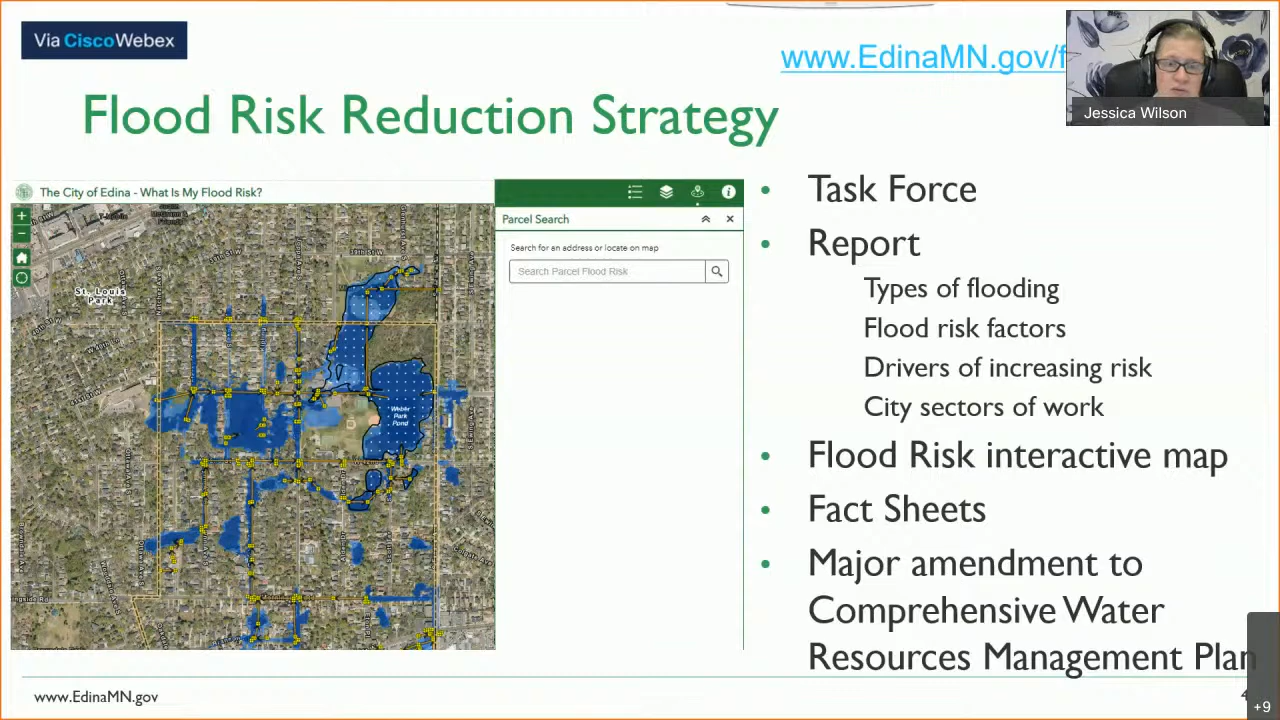 Via CiscoWebex
www.EdinaMN.gov/f
Jessica Wilson
Flood Risk Reduction Strategy
The City of Edina - What Is My Flood Risk?
Parcel Search
Search for an address or locate on map
Search Parcel Flood Risk
St. Louis
Park
Weber
Park
Pond
• Task Force
• Report
Types of flooding
Flood risk factors
Drivers of increasing risk
City sectors of work
• Flood Risk interactive map
• Fact Sheets
• Major amendment to
Comprehensive Water
Resources Management Plan
www.EdinaMN.gov
4
+9